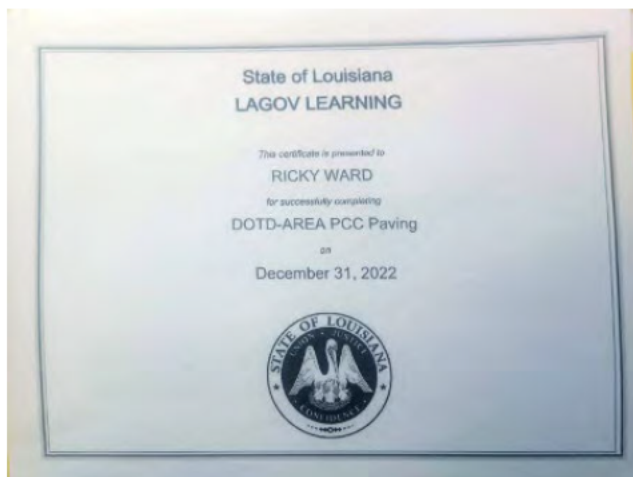 State of Louisiana
LAGOV LEARNING
This certificate is presented to
RICKY WARD
for successfully completing
DOTD-AREA PCC Paving
on
December 31, 2022
STATE OF LOUISIANA
UNION • JUSTICE
CONFIDENCE